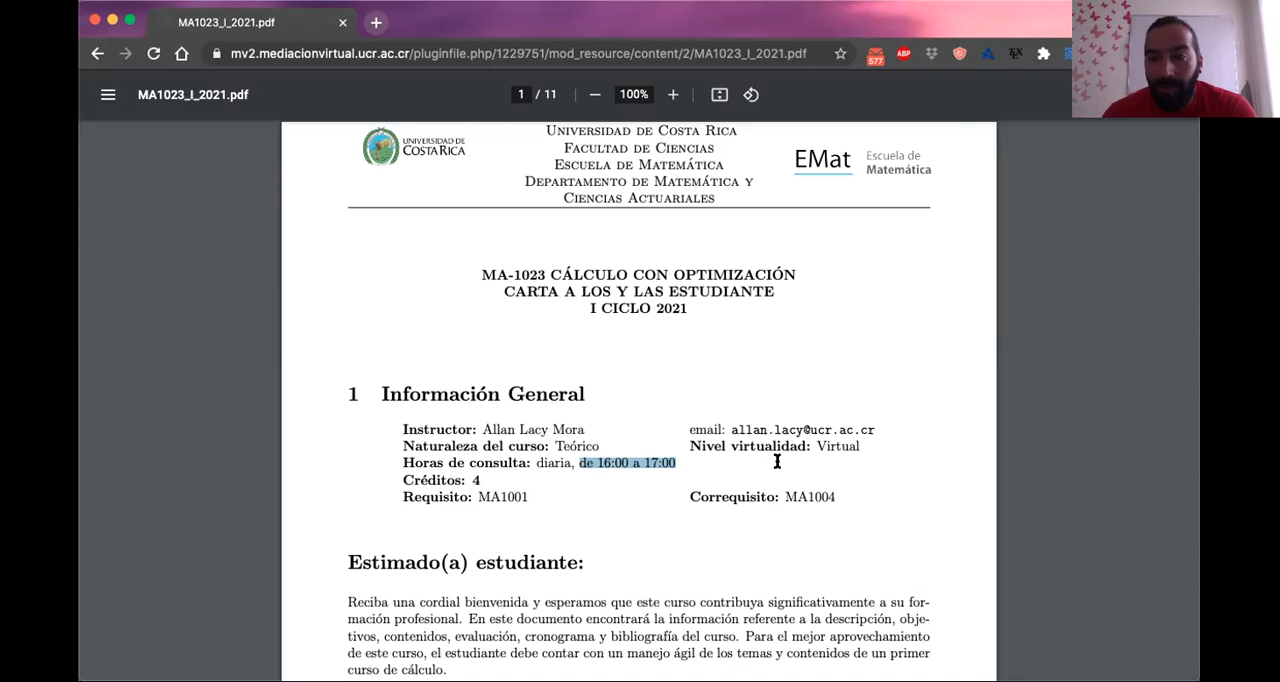 MA1023_I_2021.pdf
mv2.mediacionvirtual.ucr.ac.cr/pluginfile.php/1229751/mod_resource/content/2/MA1023_I_2021.pdf
577
ABP
TEX
MA1023_I_2021.pdf
1 / 11
100%
UNIVERSIDAD DE COSTA RICA
UNIVERSIDAD DE COSTA RICA
FACULTAD DE CIENCIAS
ESCUELA DE MATEMÁTICA
DEPARTAMENTO DE MATEMÁTICA Y
CIENCIAS ACTUARIALES
EMat Escuela de
Matemática
MA-1023 CÁLCULO CON OPTIMIZACIÓN
CARTA A LOS Y LAS ESTUDIANTE
I CICLO 2021
1 Información General
Instructor: Allan Lacy Mora email: allan.lacy@ucr.ac.cr
Naturaleza del curso: Teórico Nivel virtualidad: Virtual
Horas de consulta: diaria, de 16:00 a 17:00
Créditos: 4
Requisito: MA1001 Correquisito: MA1004
Estimado(a) estudiante:
Reciba una cordial bienvenida y esperamos que este curso contribuya significativamente a su for-
mación profesional. En este documento encontrará la información referente a la descripción, obje-
tivos, contenidos, evaluación, cronograma y bibliografía del curso. Para el mejor aprovechamiento
de este curso, el estudiante debe contar con un manejo ágil de los temas y contenidos de un primer
curso de cálculo.